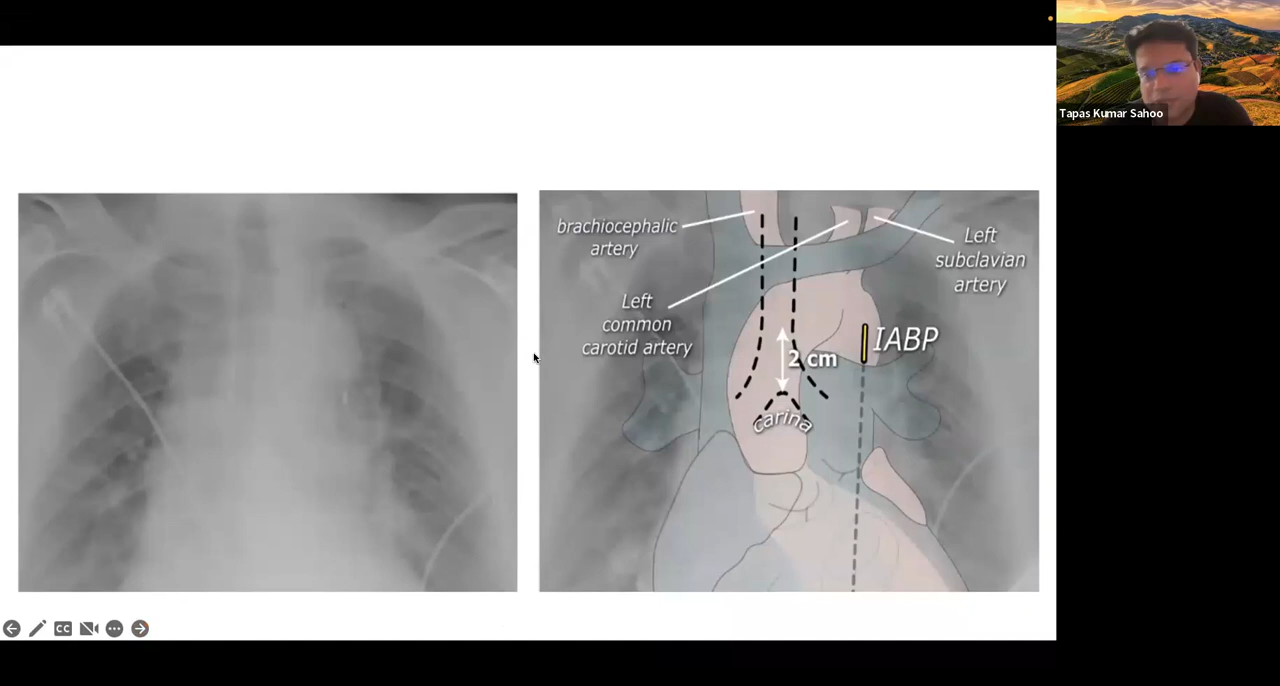 Tapas Kumar Sahoo
brachiocephalic
artery
Left
subclavian
artery
Left
common
carotid artery
IABP
2 cm
carina
CC